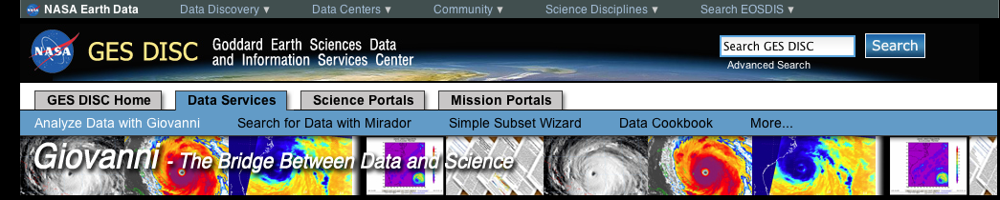 NASA Earth Data Data Discovery ▼ Data Centers ▼ Community ▼ Science Disciplines ▼ Search EOSDIS ▼
NASA GES DISC
Goddard Earth Sciences Data
and Information Services Center
Search GES DISC Search
Advanced Search
GES DISC Home Data Services Science Portals Mission Portals
Analyze Data with Giovanni Search for Data with Mirador Simple Subset Wizard Data Cookbook More...
Giovanni - The Bridge Between Data and Science